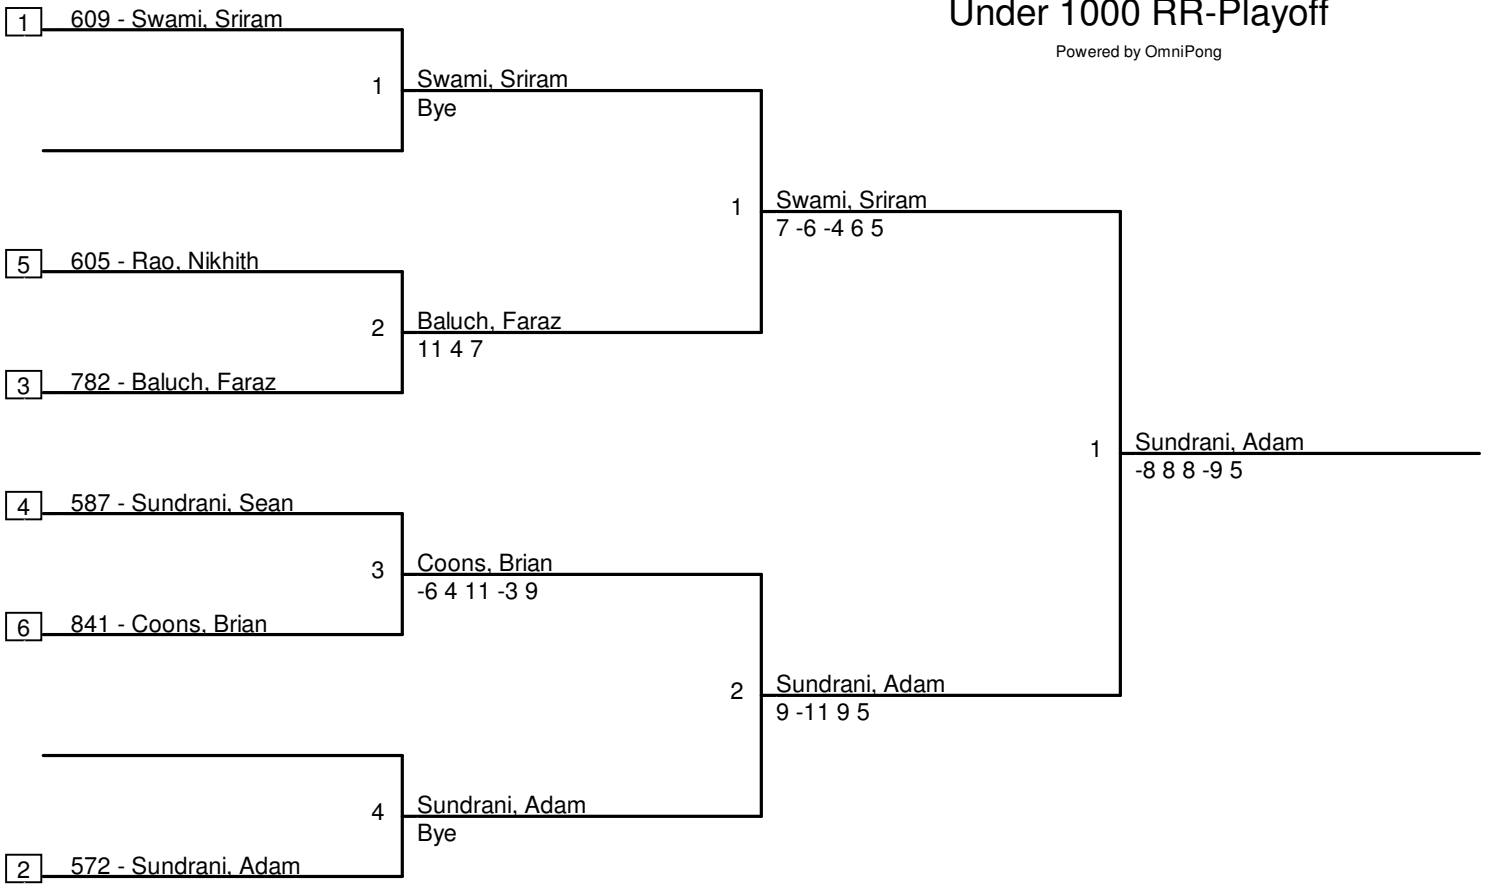 Under 1000 RR-Playoff
Powered by OmniPong
1 609 - Swami, Sriram
1 Swami, Sriram
Bye
1 Swami, Sriram
7 -6 -4 6 5
5 605 - Rao, Nikhith
2 Baluch, Faraz
11 4 7
3 782 - Baluch, Faraz
1 Sundrani, Adam
-8 8 8 -9 5
4 587 - Sundrani, Sean
3 Coons, Brian
-6 4 11 -3 9
6 841 - Coons, Brian
2 Sundrani, Adam
9 -11 9 5
4 Sundrani, Adam
Bye
2 572 - Sundrani, Adam